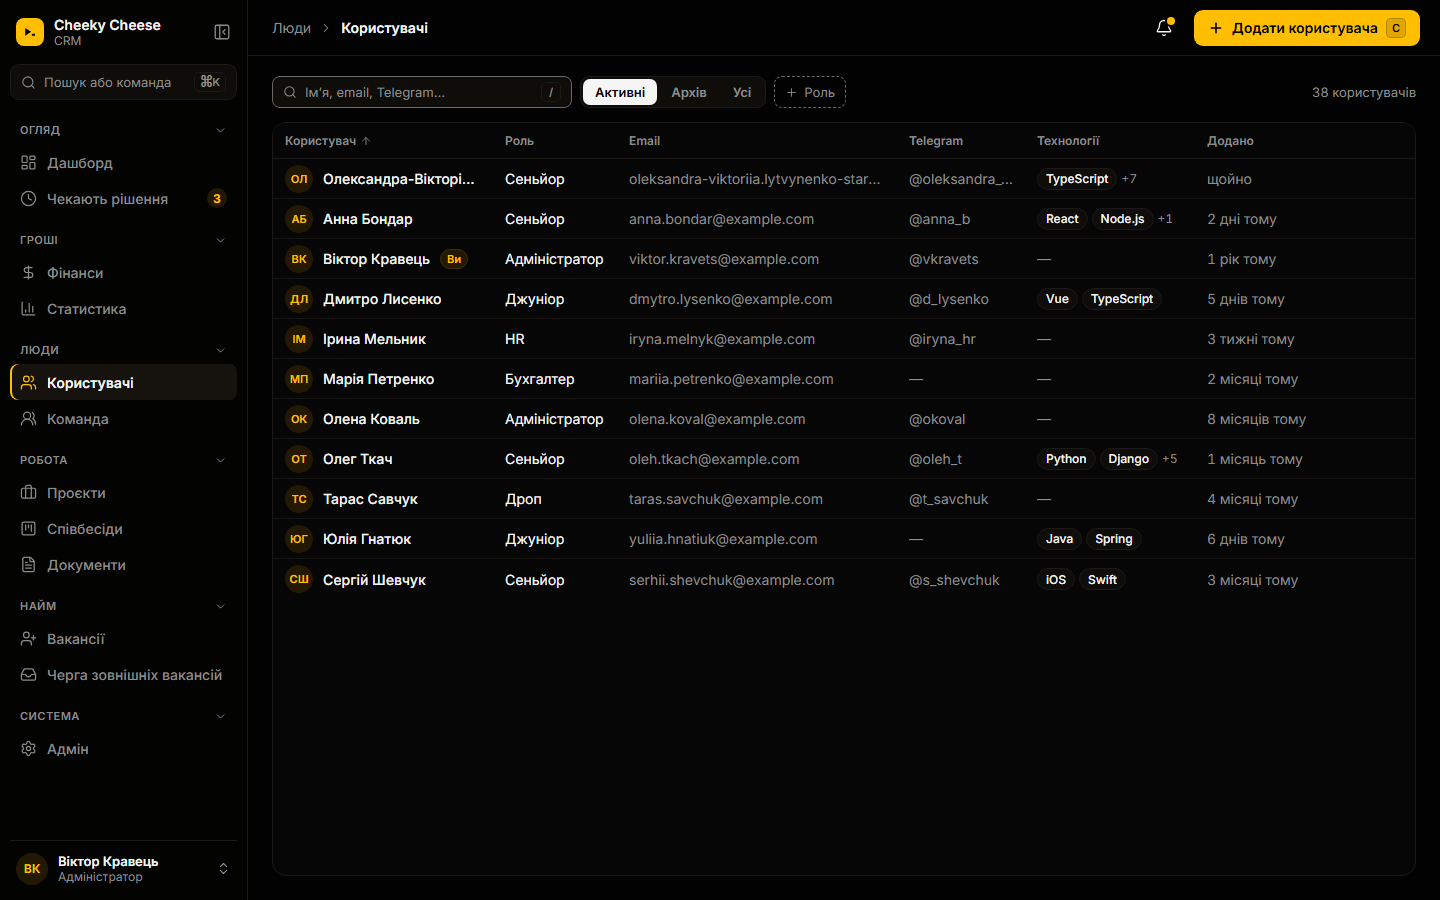 Cheeky Cheese
CRM
Пошук або команда ⌘K
ОГЛЯД
Дашборд
Чекають рішення 3
ГРОШІ
Фінанси
Статистика
ЛЮДИ
Користувачі
Команда
РОБОТА
Проєкти
Співбесіди
Документи
НАЙМ
Вакансії
Черга зовнішніх вакансій
СИСТЕМА
Адмін
ВК Віктор Кравець
Адміністратор
Люди > Користувачі
+ Додати користувача C
Ім'я, email, Telegram... /
Активні Архів Усі
+ Роль
38 користувачів
Користувач ↑ Роль Email Telegram Технології Додано
ОЛ Олександра-Вікторі... Сеньйор oleksandra-viktoriia.lytvynenko-star... @oleksandra_... TypeScript +7 щойно
АБ Анна Бондар Сеньйор anna.bondar@example.com @anna_b React Node.js +1 2 дні тому
ВК Віктор Кравець Ви Адміністратор viktor.kravets@example.com @vkravets — 1 рік тому
ДЛ Дмитро Лисенко Джуніор dmytro.lysenko@example.com @d_lysenko Vue TypeScript 5 днів тому
ІМ Ірина Мельник HR iryna.melnyk@example.com @iryna_hr — 3 тижні тому
МП Марія Петренко Бухгалтер mariia.petrenko@example.com — — 2 місяці тому
ОК Олена Коваль Адміністратор olena.koval@example.com @okoval — 8 місяців тому
ОТ Олег Ткач Сеньйор oleh.tkach@example.com @oleh_t Python Django +5 1 місяць тому
ТС Тарас Савчук Дроп taras.savchuk@example.com @t_savchuk — 4 місяці тому
ЮГ Юлія Гнатюк Джуніор yuliia.hnatiuk@example.com — Java Spring 6 днів тому
СШ Сергій Шевчук Сеньйор serhii.shevchuk@example.com @s_shevchuk iOS Swift 3 місяці тому